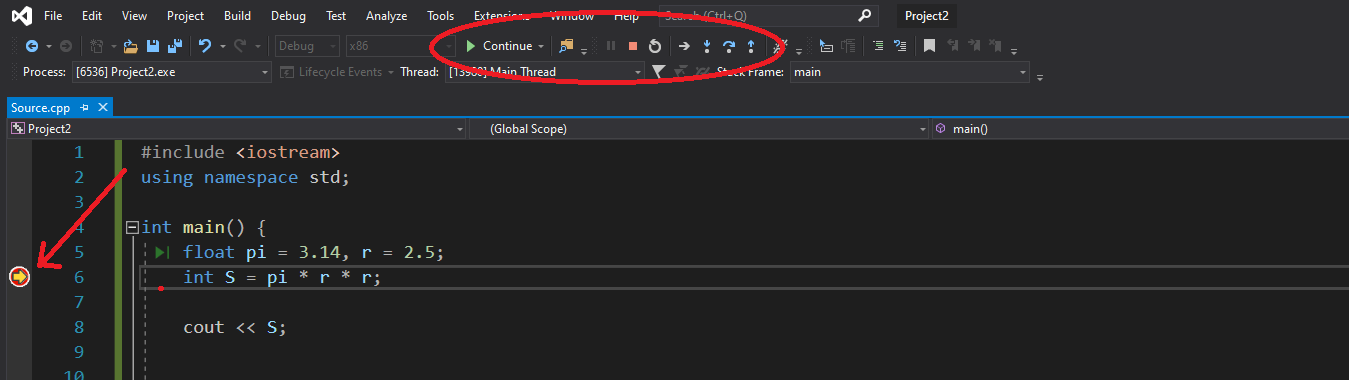 File Edit View Project Build Debug Test Analyze Tools Extensions Window Help Search (Ctrl+Q) Project2
Debug x86 Continue
Process: [6536] Project2.exe Lifecycle Events Thread: Main Thread Stack Frame: main
Source.cpp
Project2 (Global Scope) main()
1 #include <iostream>
2 using namespace std;
3
4 int main() {
5 float pi = 3.14, r = 2.5;
6 int S = pi * r * r;
7
8 cout << S;
9
10